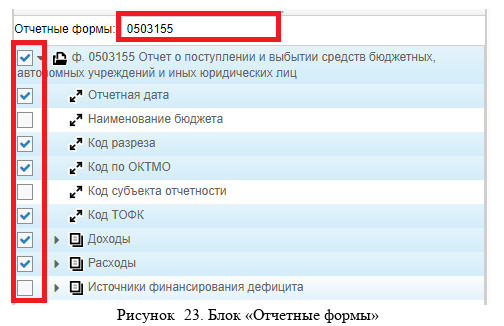 Отчетные формы: 0503155
ф. 0503155 Отчет о поступлении и выбытии средств бюджетных,
автономных учреждений и иных юридических лиц
Отчетная дата
Наименование бюджета
Код разреза
Код по ОКТМО
Код субъекта отчетности
Код ТОФК
Доходы
Расходы
Источники финансирования дефицита
Рисунок 23. Блок «Отчетные формы»